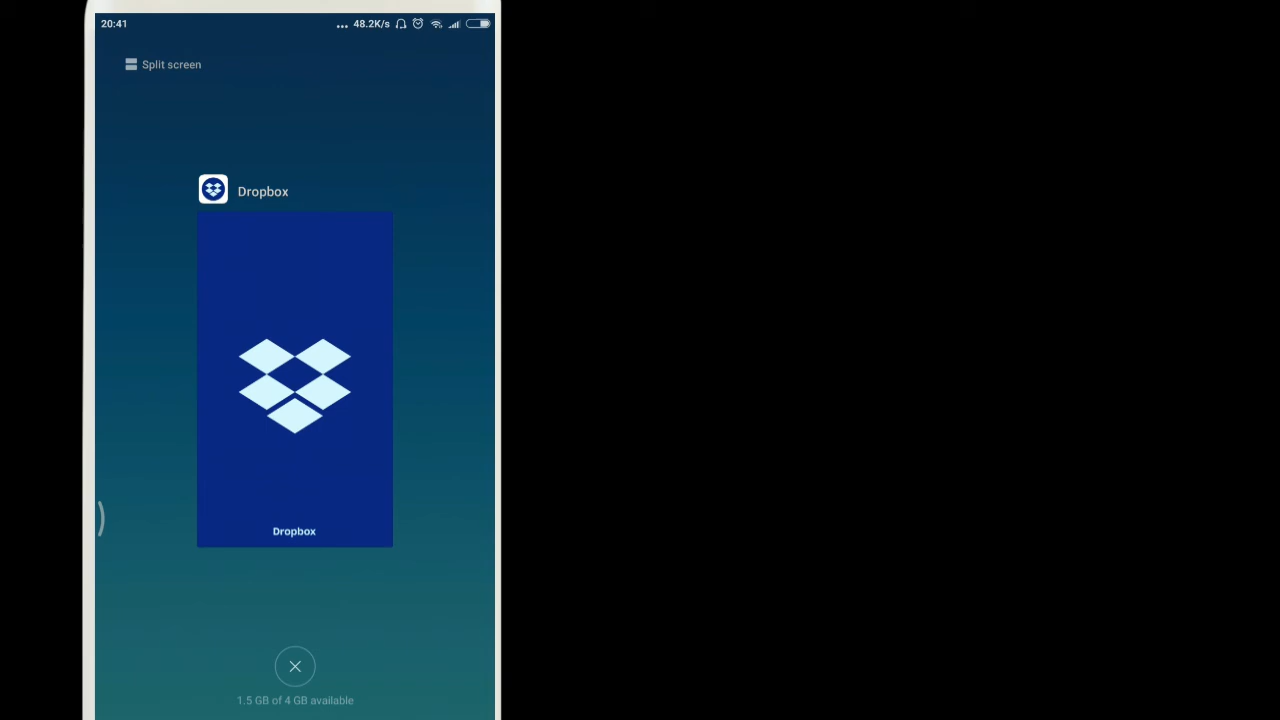 20:41
... 48.2K/s
Split screen
Dropbox
Dropbox
1.5 GB of 4 GB available